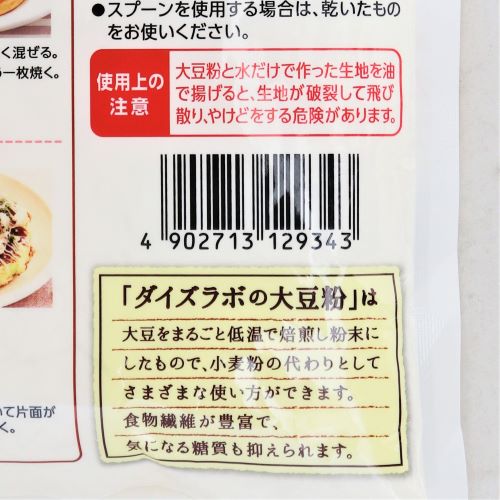 ●スプーンを使用する場合は、乾いたもの
をお使いください。
く混ぜる。
一枚焼く。
使用上の
注意
大豆粉と水だけで作った生地を油
で揚げると、生地が破裂して飛び
散り、やけどをする危険があります。
4 902713 129343
「ダイズラボの大豆粉」は
大豆をまるごと低温で焙煎し粉末に
したもので、小麦粉の代わりとして
さまざまな使い方ができます。
食物繊維が豊富で、
気になる糖質も抑えられます。
いて片面が
く。